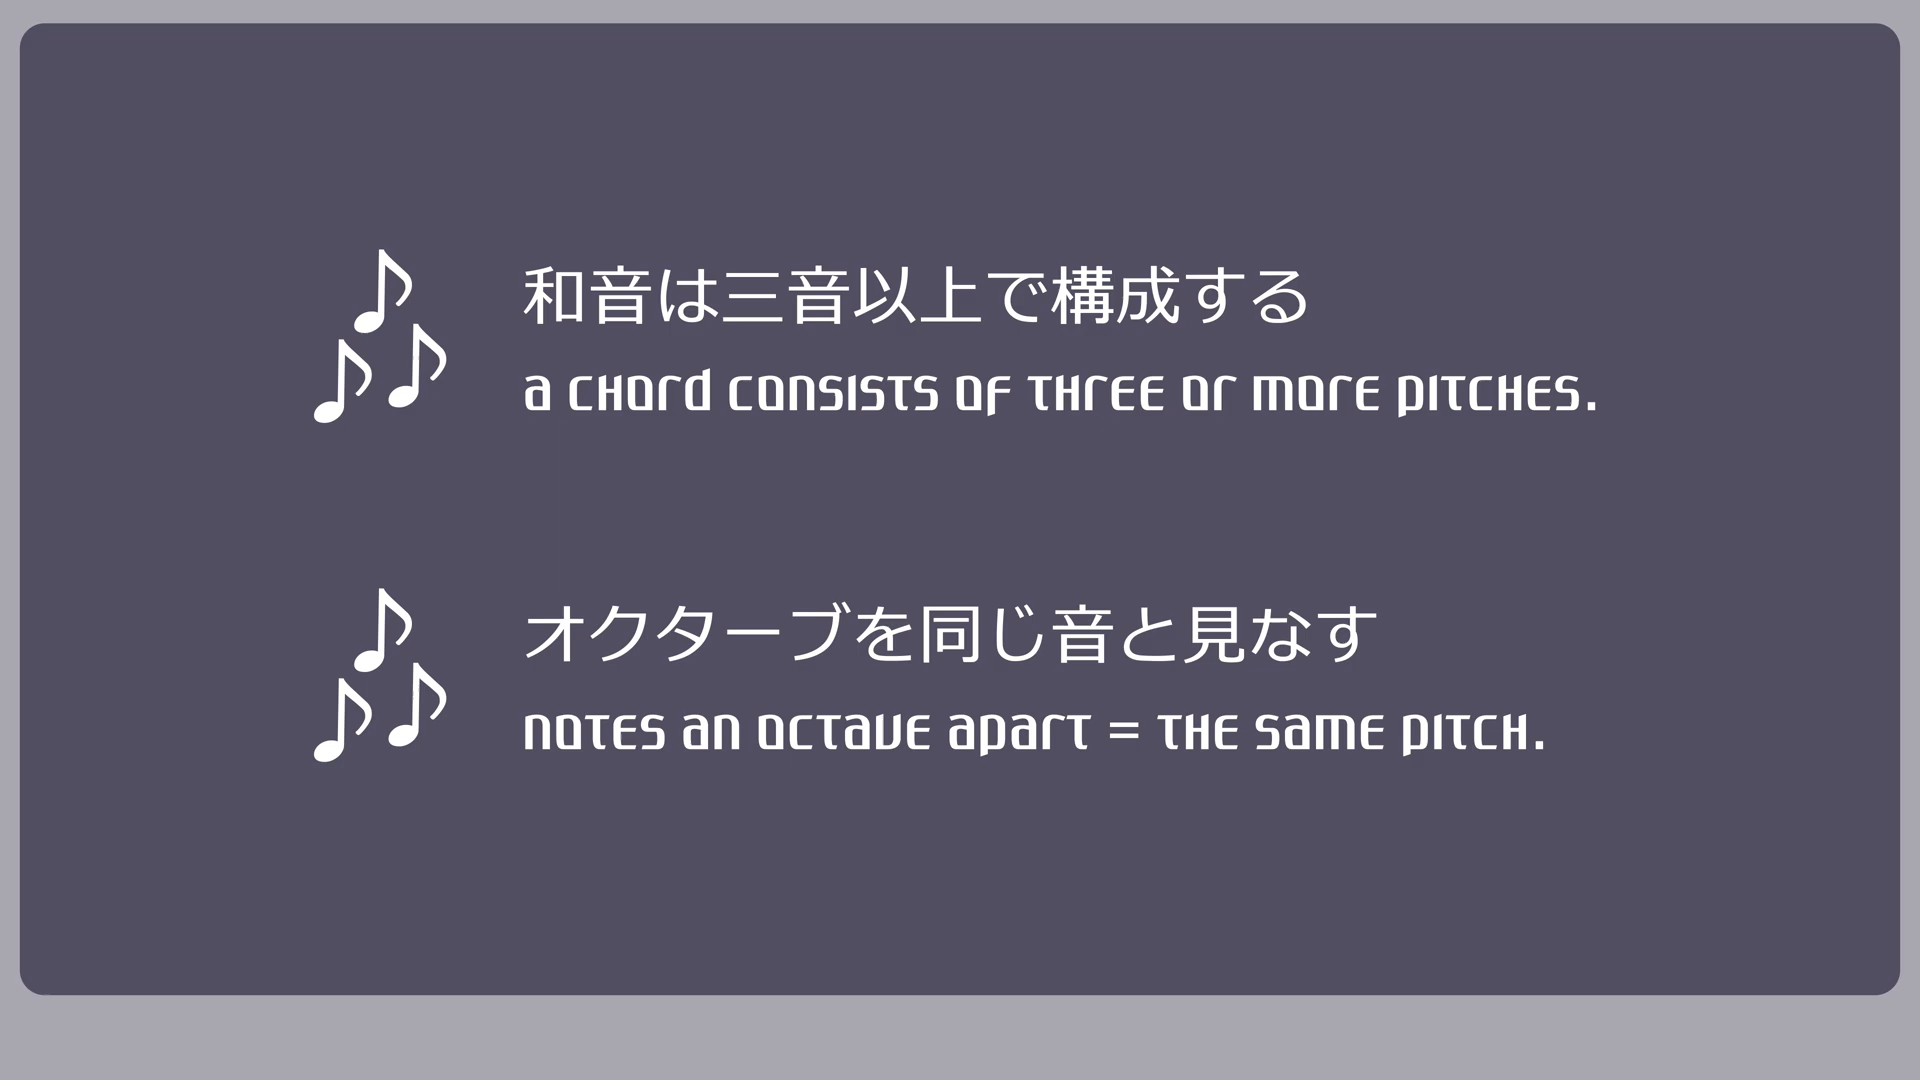 和音は三音以上で構成する
a chord consists of three or more pitches.
オクターブを同じ音と見なす
notes an octave apart = the same pitch.